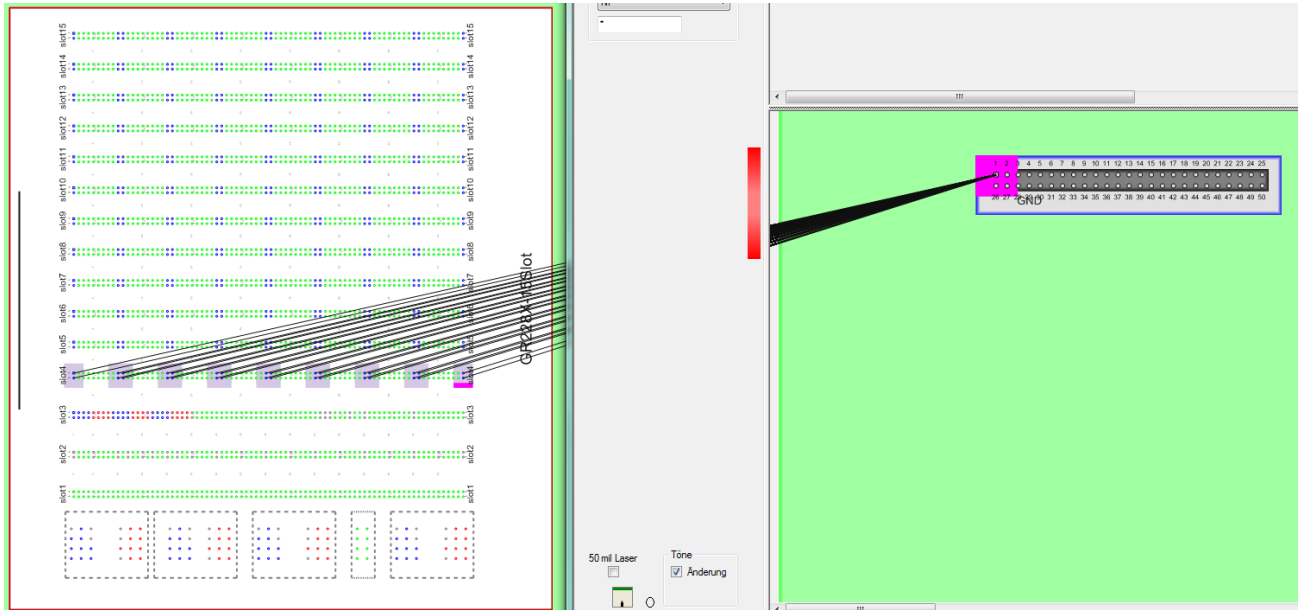 slot15 slot15
slot14 slot14
slot13 slot13
slot12 slot12
slot11 slot11
slot10 slot10
slot9 slot9
slot8 slot8
slot7 slot7
slot6
slot5
slot4 slot4
slot3 slot3
slot2 slot2
slot1 slot1
50 mil Laser
Töne
Änderung
1 2 3 4 5 6 7 8 9 10 11 12 13 14 15 16 17 18 19 20 21 22 23 24 25
26 27 28 29 30 31 32 33 34 35 36 37 38 39 40 41 42 43 44 45 46 47 48 49 50
GND